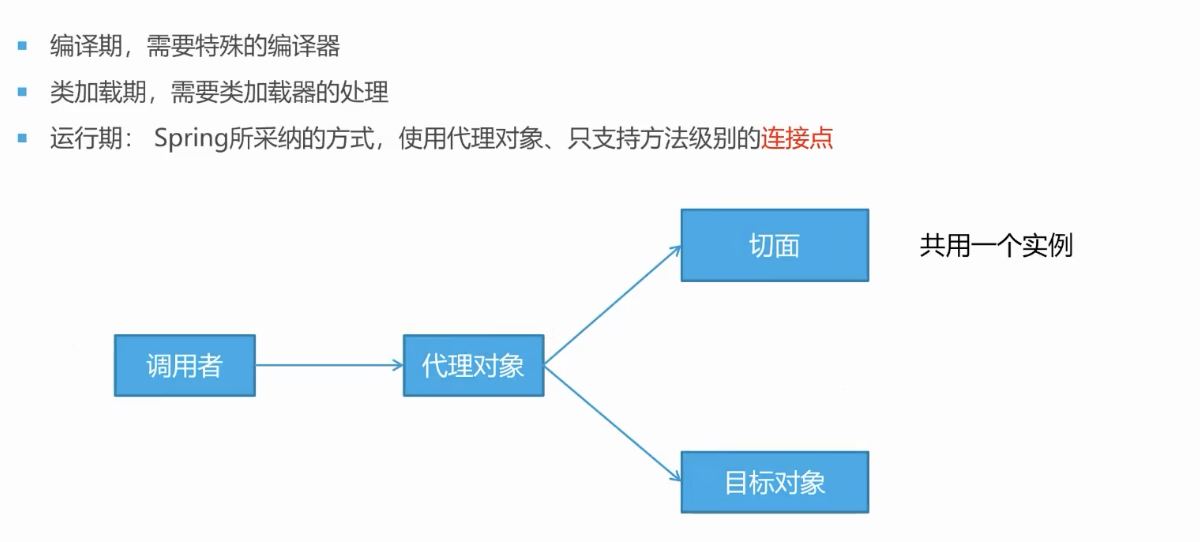 编译期，需要特殊的编译器
类加载期，需要类加载器的处理
运行期： Spring所采纳的方式，使用代理对象、只支持方法级别的连接点
切面
共用一个实例
调用者
代理对象
目标对象